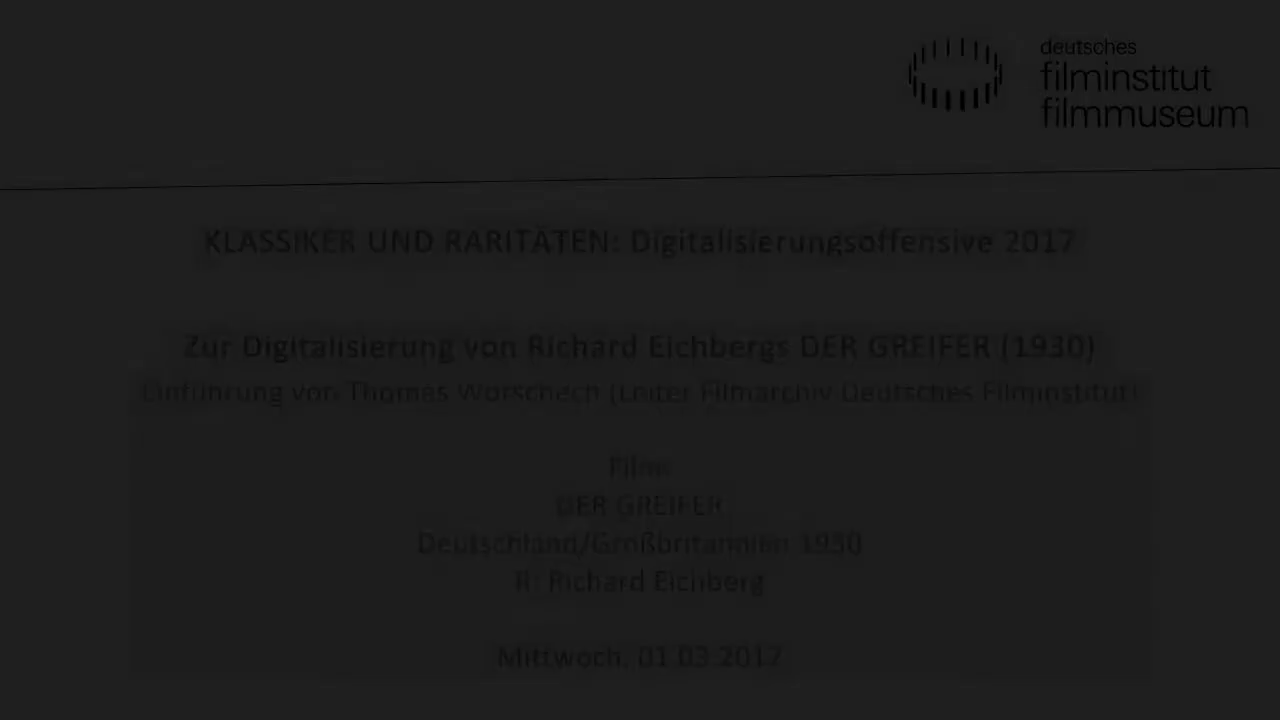 deutsches
filminstitut
filmmuseum
KLASSIKER UND RARITÄTEN: Digitalisierungsoffensive 2017
Zur Digitalisierung von Richard Eichbergs DER GREIFER (1930)
Einführung von Thomas Worschech (Leiter Filmarchiv Deutsches Filminstitut)
Film:
DER GREIFER
Deutschland/Großbritannien 1930
R: Richard Eichberg
Mittwoch, 01.03.2017